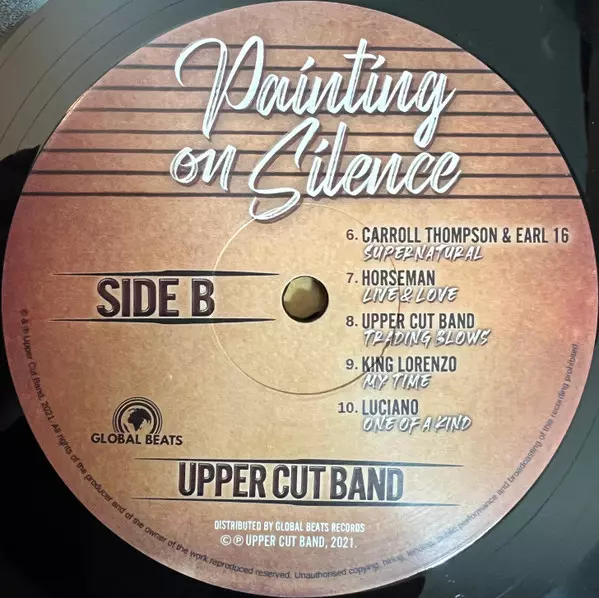 Painting
on Silence
6. CARROLL THOMPSON & EARL 16
SUPERNATURAL
7. HORSEMAN
LIVE & LOVE
SIDE B
8. UPPER CUT BAND
TRADING BLOWS
9. KING LORENZO
MY TIME
10. LUCIANO
ONE OF A KIND
GLOBAL BEATS
UPPER CUT BAND
DISTRIBUTED BY GLOBAL BEATS RECORDS
© ℗ UPPER CUT BAND, 2021.
© & ℗ Upper Cut Band, 2021. All rights of the producer and of the owner of the work reproduced reserved. Unauthorised copying, hiring, lending, public performance and broadcasting of the recording prohibited.